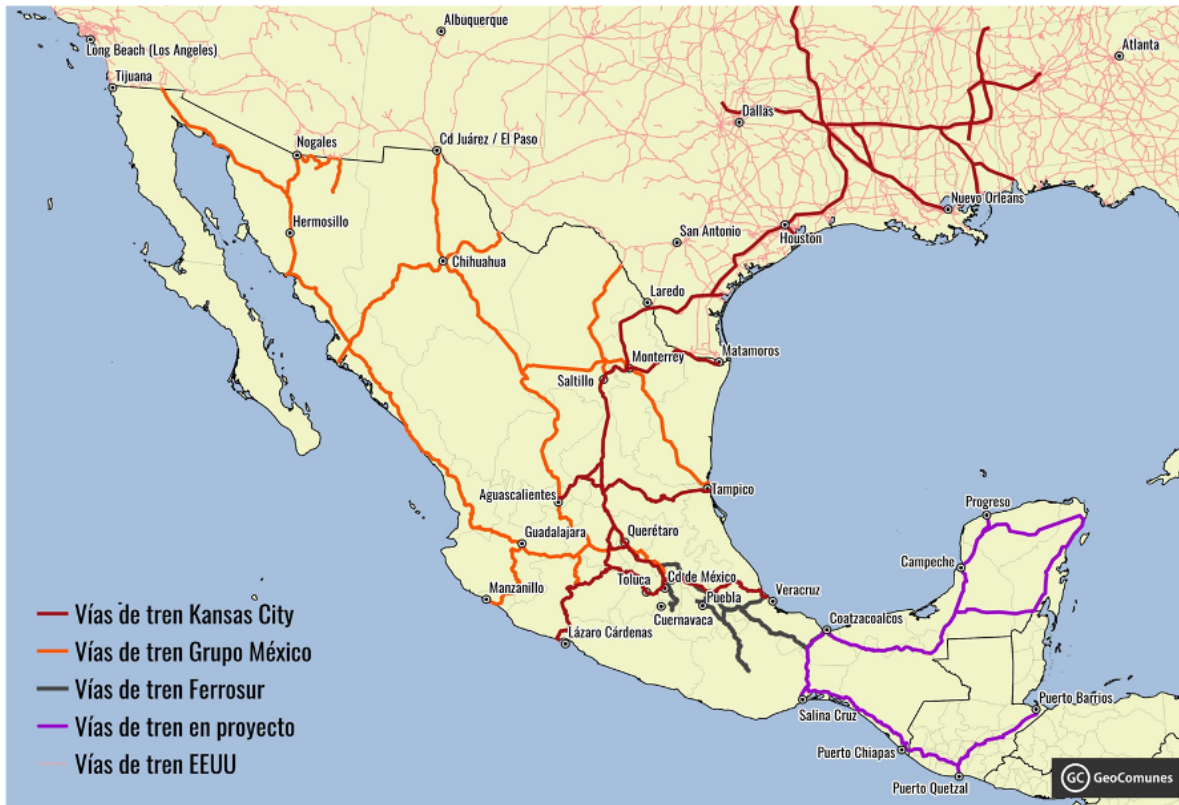 Albuquerque
Long Beach (Los Angeles)
Atlanta
Tijuana
Dallas
Nogales
Cd Juárez / El Paso
Nuevo Orleáns
Hermosillo
San Antonio
Houston
Chihuahua
Laredo
Matamoros
Monterrey
Saltillo
Tampico
Aguascalientes
Progreso
Querétaro
Guadalajara
Campeche
Toluca
Cd de México
Manzanillo
Puebla
Veracruz
Cuernavaca
Coatzacoalcos
Lázaro Cárdenas
Salina Cruz
Puerto Barrios
Puerto Chiapas
Puerto Quetzal
Vías de tren Kansas City
Vías de tren Grupo México
Vías de tren Ferrosur
Vías de tren en proyecto
Vías de tren EEUU
GC GeoComunes